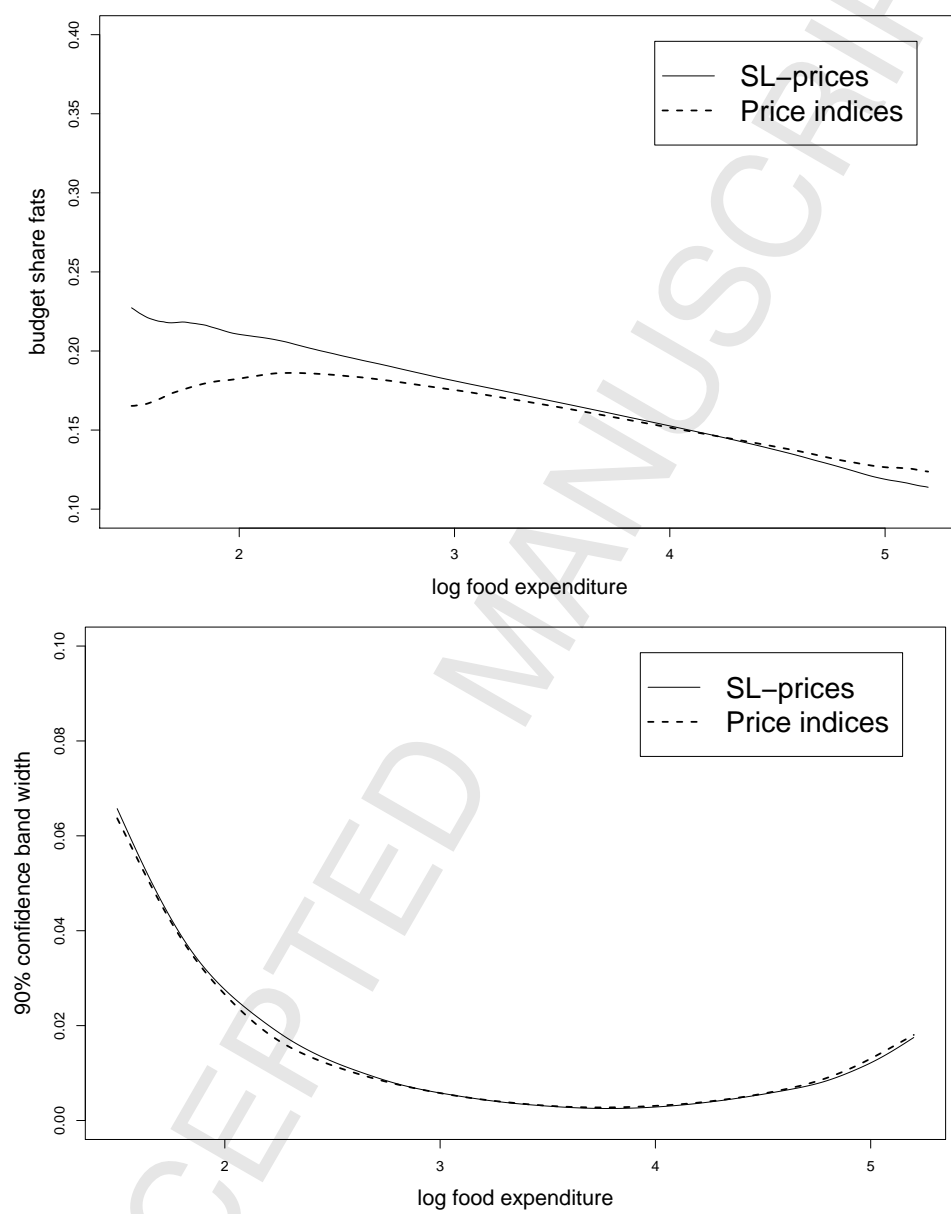 0.40
0.35
0.30
0.25
0.20
0.15
0.10
budget share fats
SL−prices
Price indices
2 3 4 5
log food expenditure
0.10
0.08
0.06
0.04
0.02
0.00
90% confidence band width
SL−prices
Price indices
2 3 4 5
log food expenditure
CEPTED MANUSCRIP